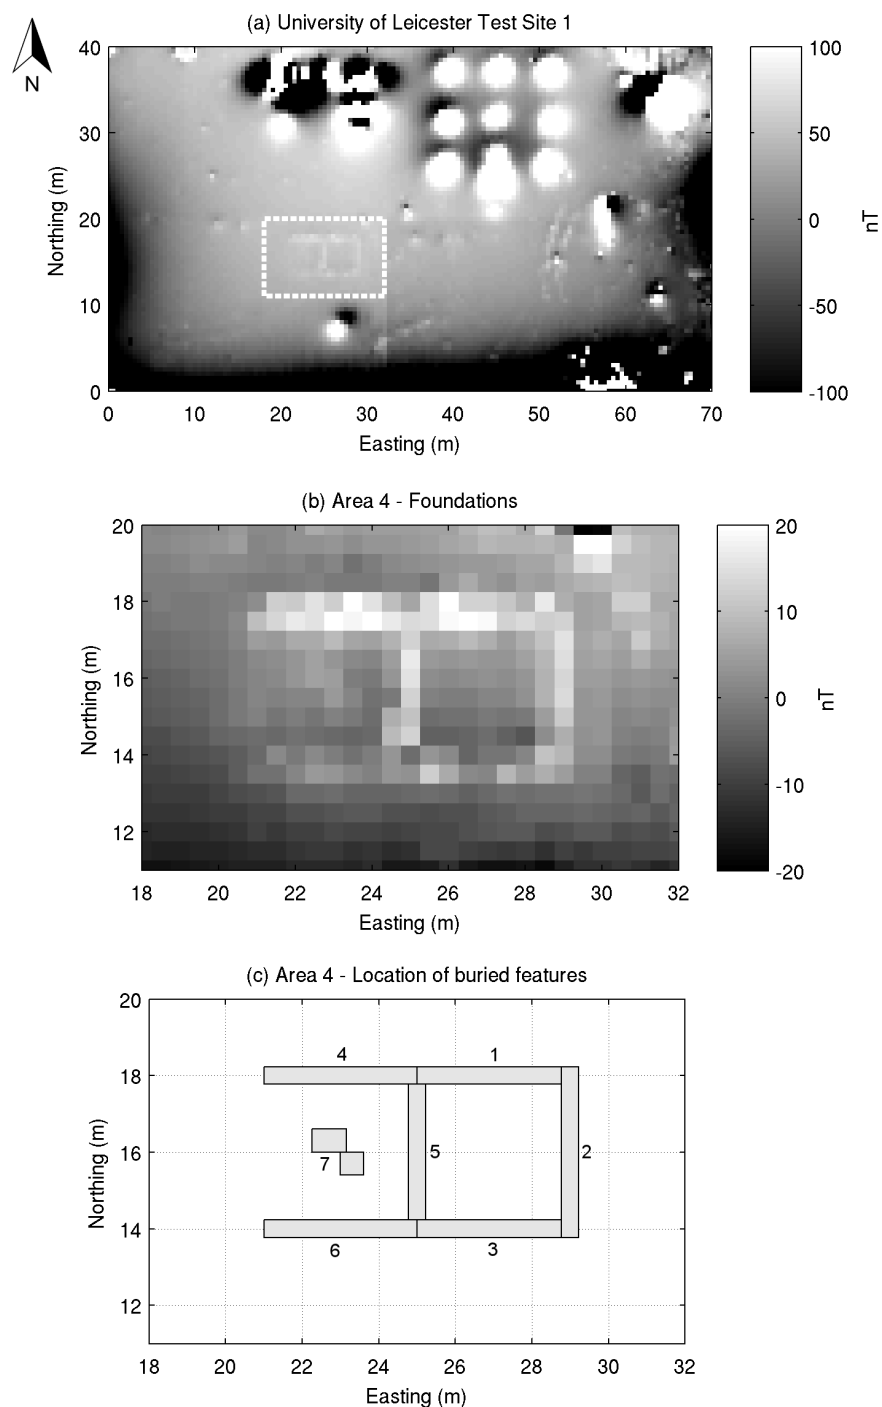 (a) University of Leicester Test Site 1
N
Northing (m)
40
30
20
10
0
0 10 20 30 40 50 60 70
Easting (m)
100
50
0
-50
-100
nT
(b) Area 4 - Foundations
Northing (m)
20
18
16
14
12
18 20 22 24 26 28 30 32
Easting (m)
20
10
0
-10
-20
nT
(c) Area 4 - Location of buried features
Northing (m)
20
18
16
14
12
4 1
5 2
7
6 3
18 20 22 24 26 28 30 32
Easting (m)